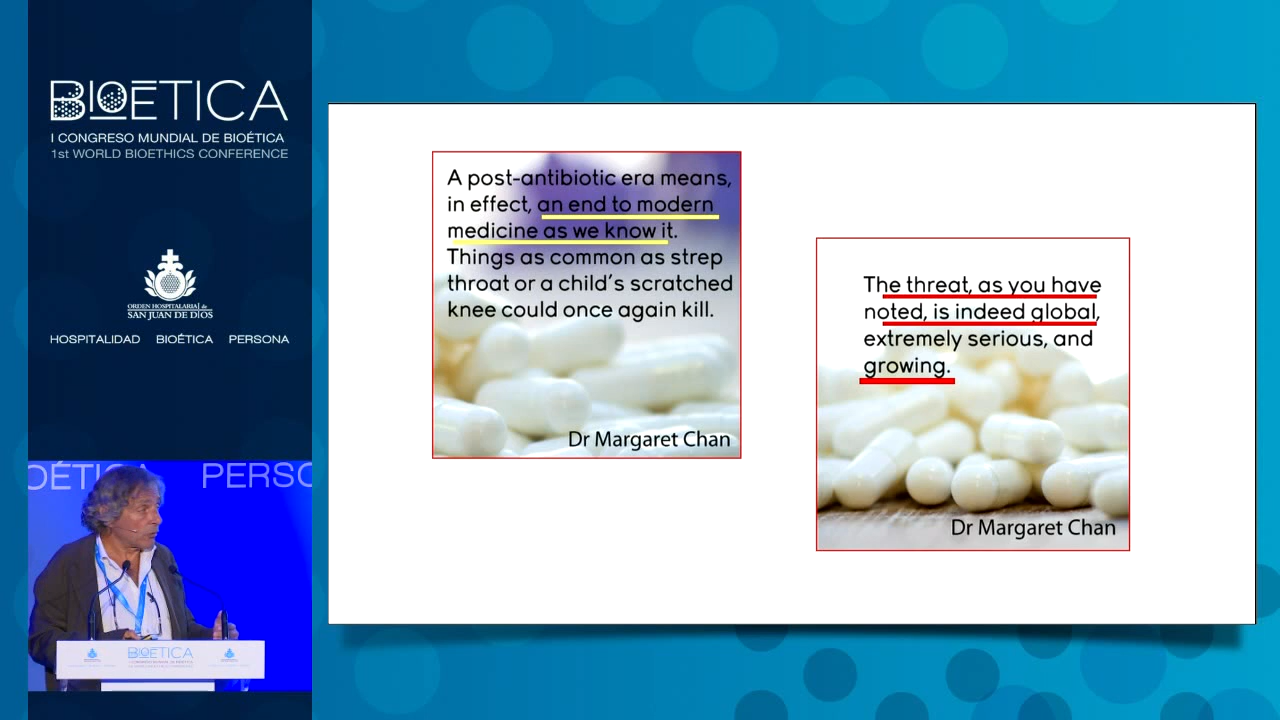 BIOÉTICA
I CONGRESO MUNDIAL DE BIOÉTICA
1st WORLD BIOETHICS CONFERENCE
ORDEN HOSPITALARIA de
SAN JUAN DE DIOS
HOSPITALIDAD BIOÉTICA PERSONA
A post-antibiotic era means,
in effect, an end to modern
medicine as we know it.
Things as common as strep
throat or a child's scratched
knee could once again kill.
Dr Margaret Chan
The threat, as you have
noted, is indeed global,
extremely serious, and
growing.
Dr Margaret Chan
OÉTICA PERSO
BIOÉTICA